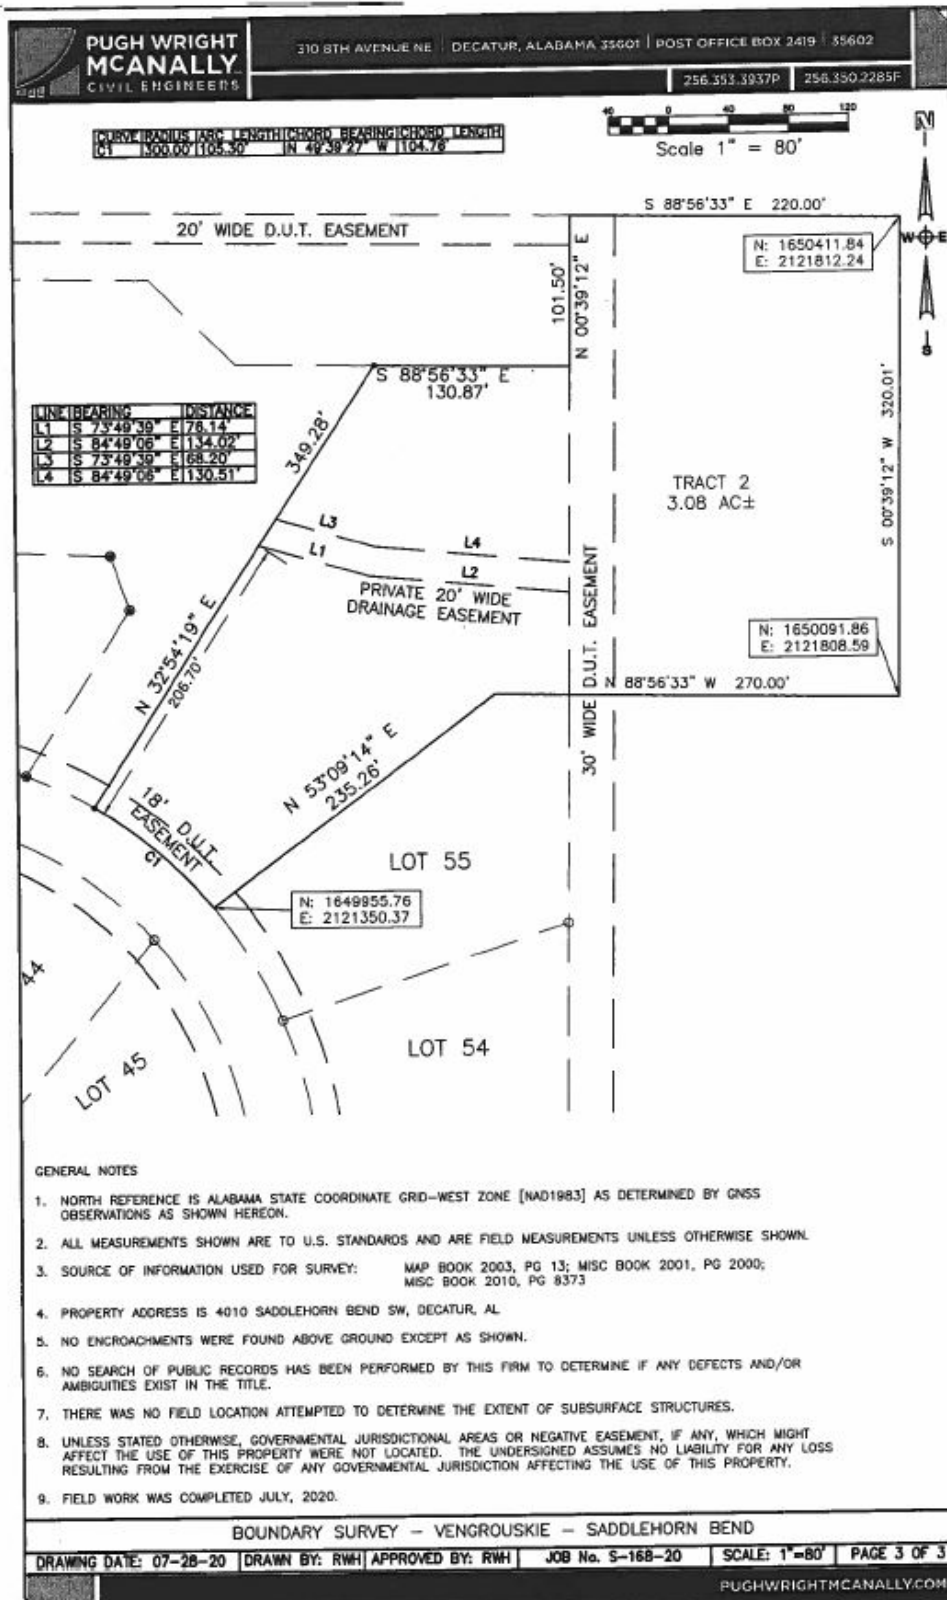 PUGH WRIGHT
MCANALLY
CIVIL ENGINEERS
310 8TH AVENUE NE | DECATUR, ALABAMA 35601 | POST OFFICE BOX 2419 | 35602
256.353.3937P | 256.350.2285F
CURVE RADIUS ARC LENGTH CHORD BEARING CHORD LENGTH
C1 300.00' 105.30' N 49°39'27" W 104.76'
40 0 40 80 120
Scale 1" = 80'
N
W E
S
S 88°56'33" E 220.00'
20' WIDE D.U.T. EASEMENT
N: 1650411.84
E: 2121812.24
101.50'
N 00°39'12" E
S 88°56'33" E
130.87'
LINE BEARING DISTANCE
L1 S 73°49'39" E 76.14'
L2 S 84°49'06" E 134.02'
L3 S 73°49'39" E 68.20'
L4 S 84°49'06" E 130.51'
349.28'
S 00°39'12" W 320.01'
TRACT 2
3.08 AC±
L3
L4
L1
L2
PRIVATE 20' WIDE
DRAINAGE EASEMENT
N 32°54'19" E
206.70'
30' WIDE D.U.T. EASEMENT
N: 1650091.86
E: 2121808.59
N 88°56'33" W 270.00'
N 53°09'14" E
235.26'
18' D.U.T.
EASEMENT
C1
LOT 55
N: 1649955.76
E: 2121350.37
44
LOT 45
LOT 54
GENERAL NOTES
1. NORTH REFERENCE IS ALABAMA STATE COORDINATE GRID-WEST ZONE [NAD1983] AS DETERMINED BY GNSS
OBSERVATIONS AS SHOWN HEREON.
2. ALL MEASUREMENTS SHOWN ARE TO U.S. STANDARDS AND ARE FIELD MEASUREMENTS UNLESS OTHERWISE SHOWN.
3. SOURCE OF INFORMATION USED FOR SURVEY: MAP BOOK 2003, PG 13; MISC BOOK 2001, PG 2000;
MISC BOOK 2010, PG 8373
4. PROPERTY ADDRESS IS 4010 SADDLEHORN BEND SW, DECATUR, AL
5. NO ENCROACHMENTS WERE FOUND ABOVE GROUND EXCEPT AS SHOWN.
6. NO SEARCH OF PUBLIC RECORDS HAS BEEN PERFORMED BY THIS FIRM TO DETERMINE IF ANY DEFECTS AND/OR
AMBIGUITIES EXIST IN THE TITLE.
7. THERE WAS NO FIELD LOCATION ATTEMPTED TO DETERMINE THE EXTENT OF SUBSURFACE STRUCTURES.
8. UNLESS STATED OTHERWISE, GOVERNMENTAL JURISDICTIONAL AREAS OR NEGATIVE EASEMENT, IF ANY, WHICH MIGHT
AFFECT THE USE OF THIS PROPERTY WERE NOT LOCATED. THE UNDERSIGNED ASSUMES NO LIABILITY FOR ANY LOSS
RESULTING FROM THE EXERCISE OF ANY GOVERNMENTAL JURISDICTION AFFECTING THE USE OF THIS PROPERTY.
9. FIELD WORK WAS COMPLETED JULY, 2020.
BOUNDARY SURVEY - VENGROUSKIE - SADDLEHORN BEND
DRAWING DATE: 07-28-20 DRAWN BY: RWH APPROVED BY: RWH JOB No. S-168-20 SCALE: 1"=80' PAGE 3 OF 3
PUGHWRIGHTMCANALLY.COM